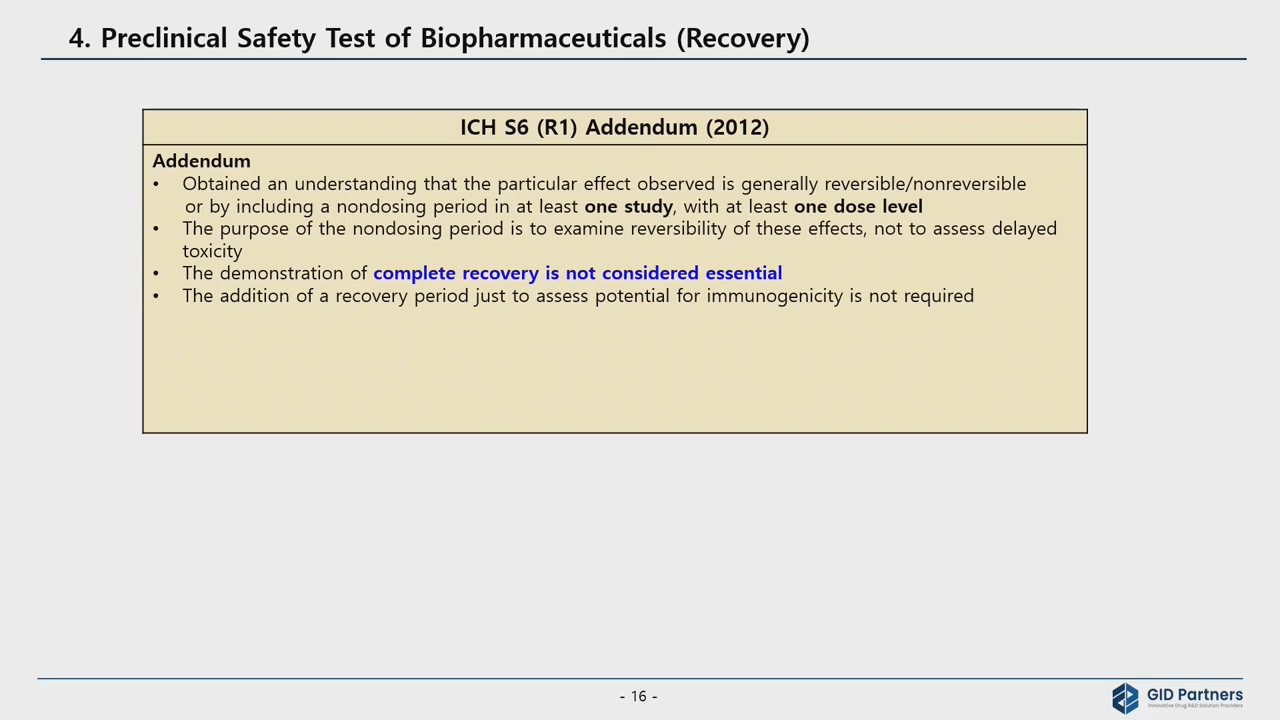 4. Preclinical Safety Test of Biopharmaceuticals (Recovery)
ICH S6 (R1) Addendum (2012)
Addendum
• Obtained an understanding that the particular effect observed is generally reversible/nonreversible
or by including a nondosing period in at least one study, with at least one dose level
• The purpose of the nondosing period is to examine reversibility of these effects, not to assess delayed
toxicity
• The demonstration of complete recovery is not considered essential
• The addition of a recovery period just to assess potential for immunogenicity is not required
- 16 -
GID Partners
Innovative Drug R&D Solution Providers